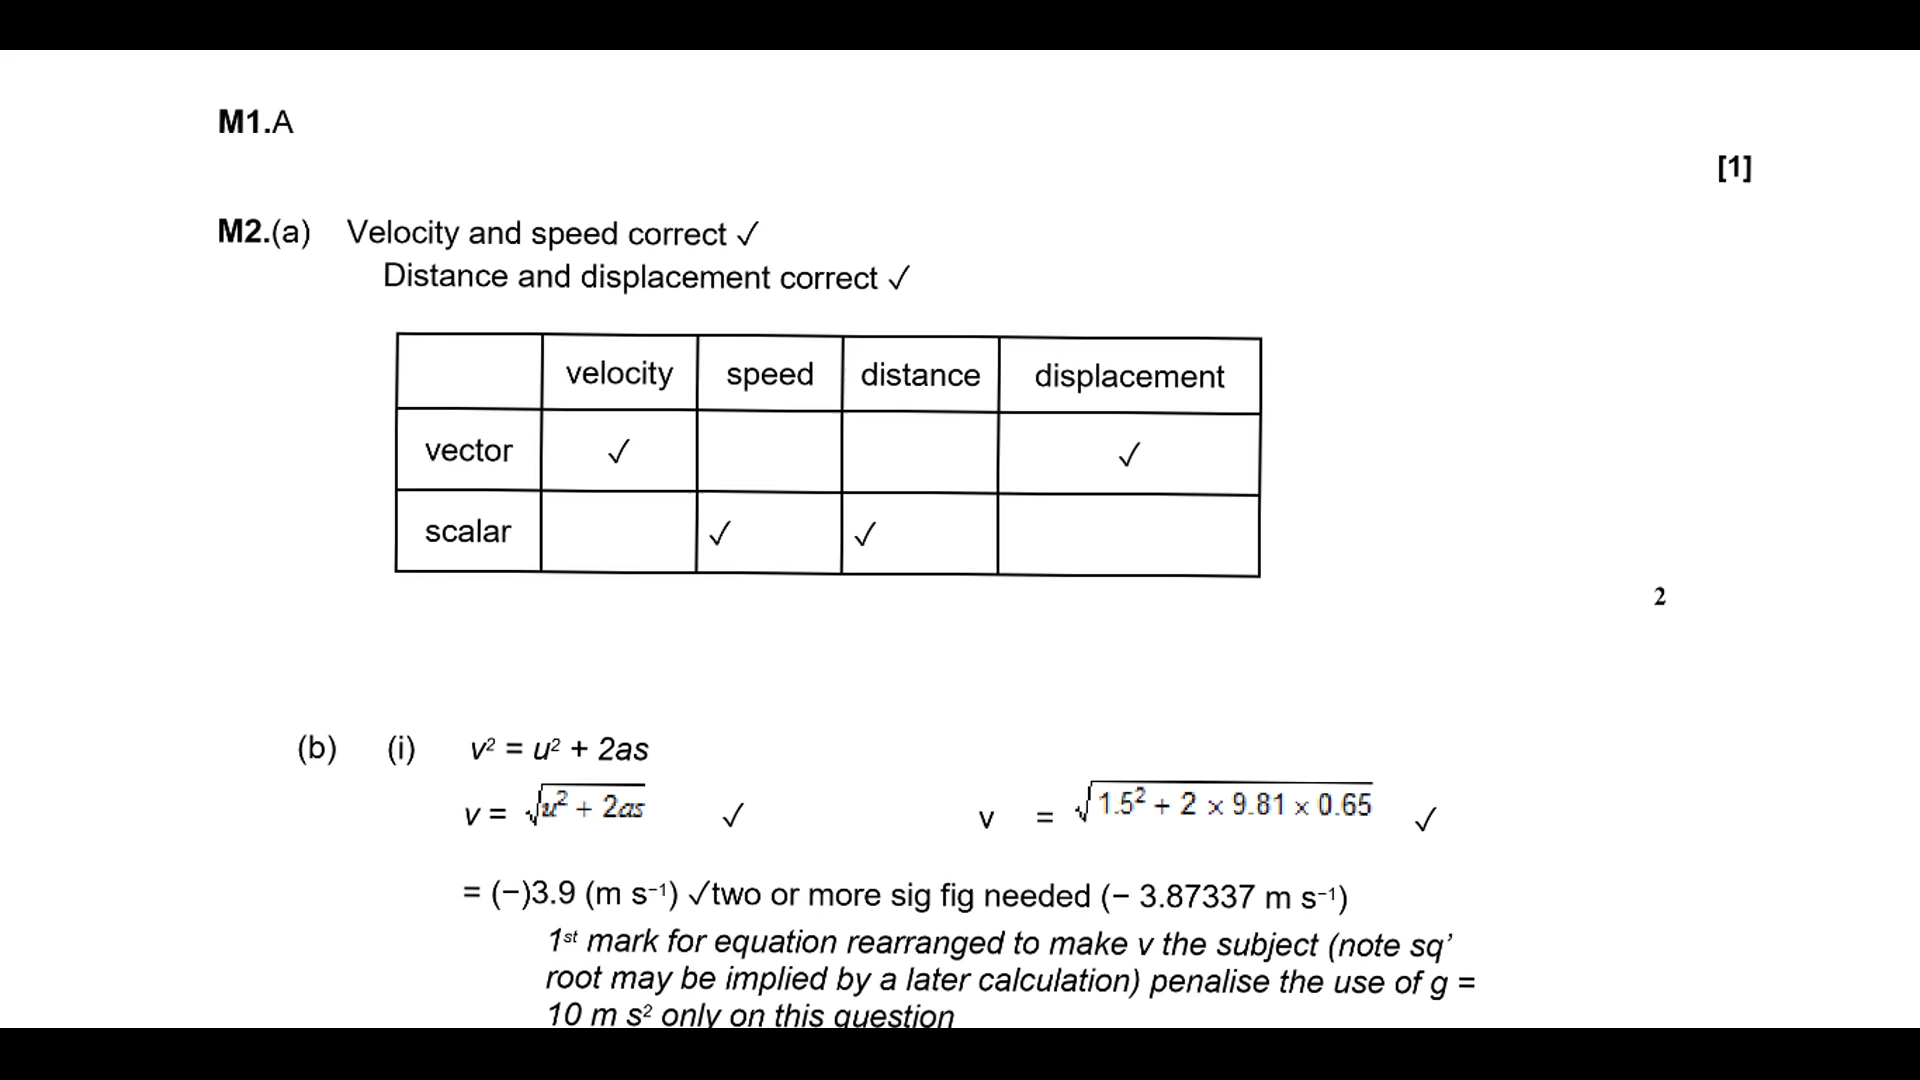 M1.A
[1]
M2.(a) Velocity and speed correct ✓
Distance and displacement correct ✓
velocity speed distance displacement
vector ✓ ✓
scalar ✓ ✓
2
(b) (i) v² = u² + 2as
v = √u² + 2as ✓ v = √1.5² + 2 × 9.81 × 0.65 ✓
= (−)3.9 (m s⁻¹) ✓two or more sig fig needed (− 3.87337 m s⁻¹)
1ˢᵗ mark for equation rearranged to make v the subject (note sq’
root may be implied by a later calculation) penalise the use of g =
10 m s² only on this question